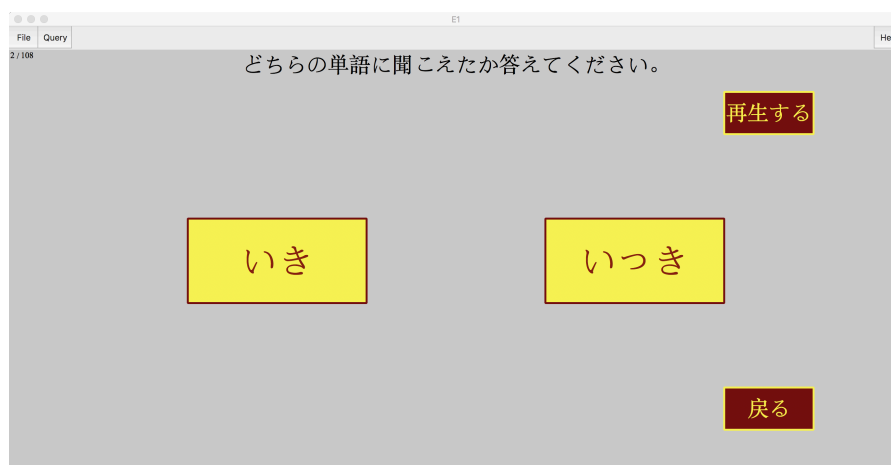 E1
File Query He
2 / 108
どちらの単語に聞こえたか答えてください。
再生する
いき いっき
戻る